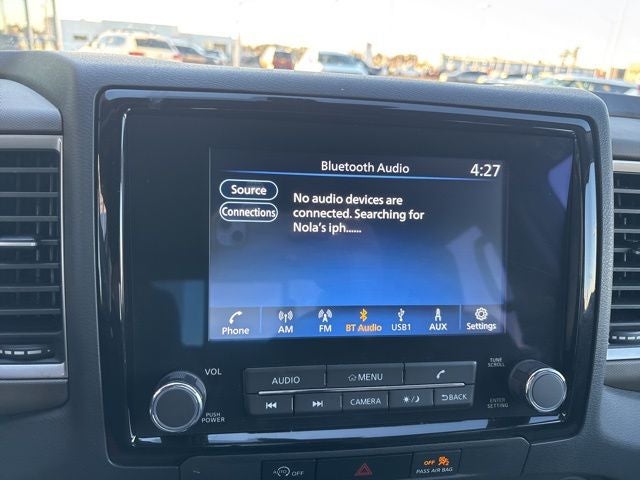 Bluetooth Audio 4:27
Source
Connections
No audio devices are
connected. Searching for
Nola's iph......
Phone AM FM BT Audio USB1 AUX Settings
VOL
PUSH
POWER
AUDIO MENU
CAMERA BACK
TUNE
SCROLL
ENTER
SETTING
OFF
OFF
PASS AIR BAG